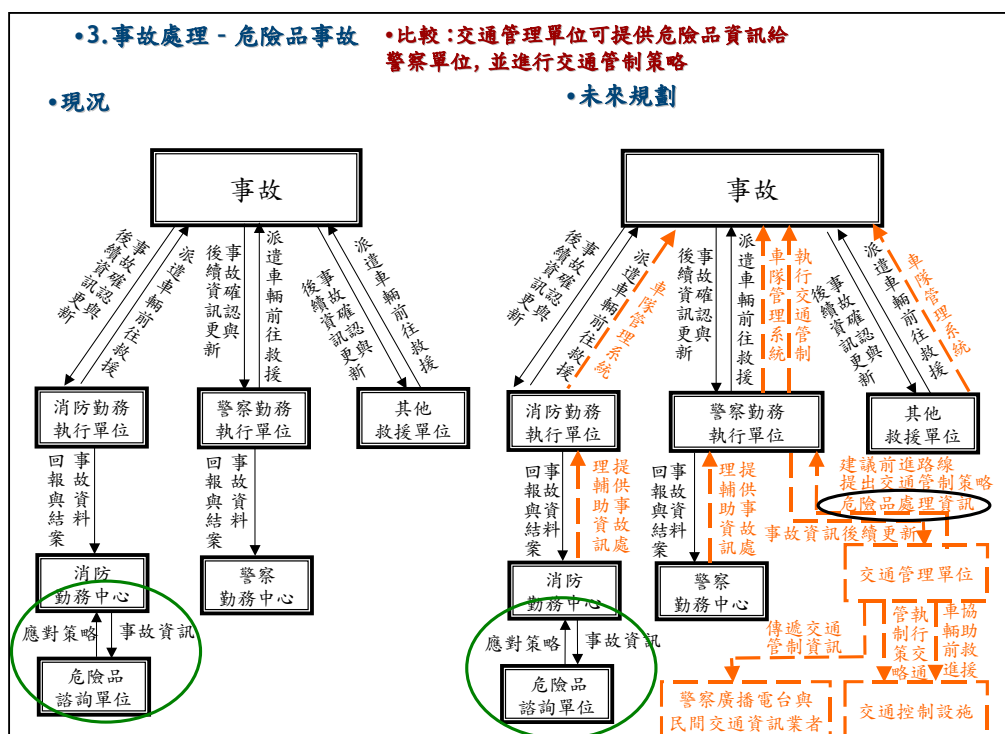 •3.事故處理 - 危險品事故
•比較:交通管理單位可提供危險品資訊給
警察單位, 並進行交通管制策略
•現況
•未來規劃
事故
事故確認與
後續資訊更新
派遣車輛前往救援
事故確認與
後續資訊更新
派遣車輛前往救援
事故確認與
後續資訊更新
派遣車輛前往救援
消防勤務
執行單位
警察勤務
執行單位
其他
救援單位
事故資料
回報與結案
事故資料
回報與結案
消防
勤務中心
警察
勤務中心
應對策略
事故資訊
危險品
諮詢單位
事故
事故確認與
後續資訊更新
派遣車輛前往救援
車隊管理系統
事故確認與
後續資訊更新
派遣車輛前往救援
車隊管理系統
執行交通管制
事故確認與
後續資訊更新
派遣車輛前往救援
車隊管理系統
消防勤務
執行單位
警察勤務
執行單位
其他
救援單位
事故資料
回報與結案
提供事故處
理輔助資訊
事故資料
回報與結案
提供事故處
理輔助資訊
建議前進路線
提出交通管制策略
危險品處理資訊
事故資訊後續更新
消防
勤務中心
警察
勤務中心
交通管理單位
應對策略
事故資訊
傳遞交通
管制資訊
執行交通
管制策略
協助救援
車輛前進
危險品
諮詢單位
警察廣播電台與
民間交通資訊業者
交通控制設施